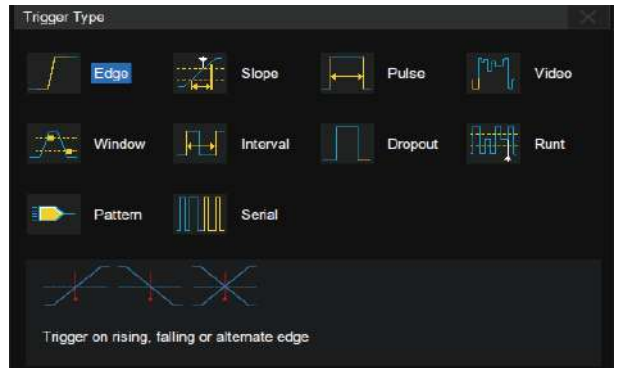 Trigger Type
Edge Slope Pulse Video
Window Interval Dropout Runt
Pattern Serial
Trigger on rising, falling or alternate edge